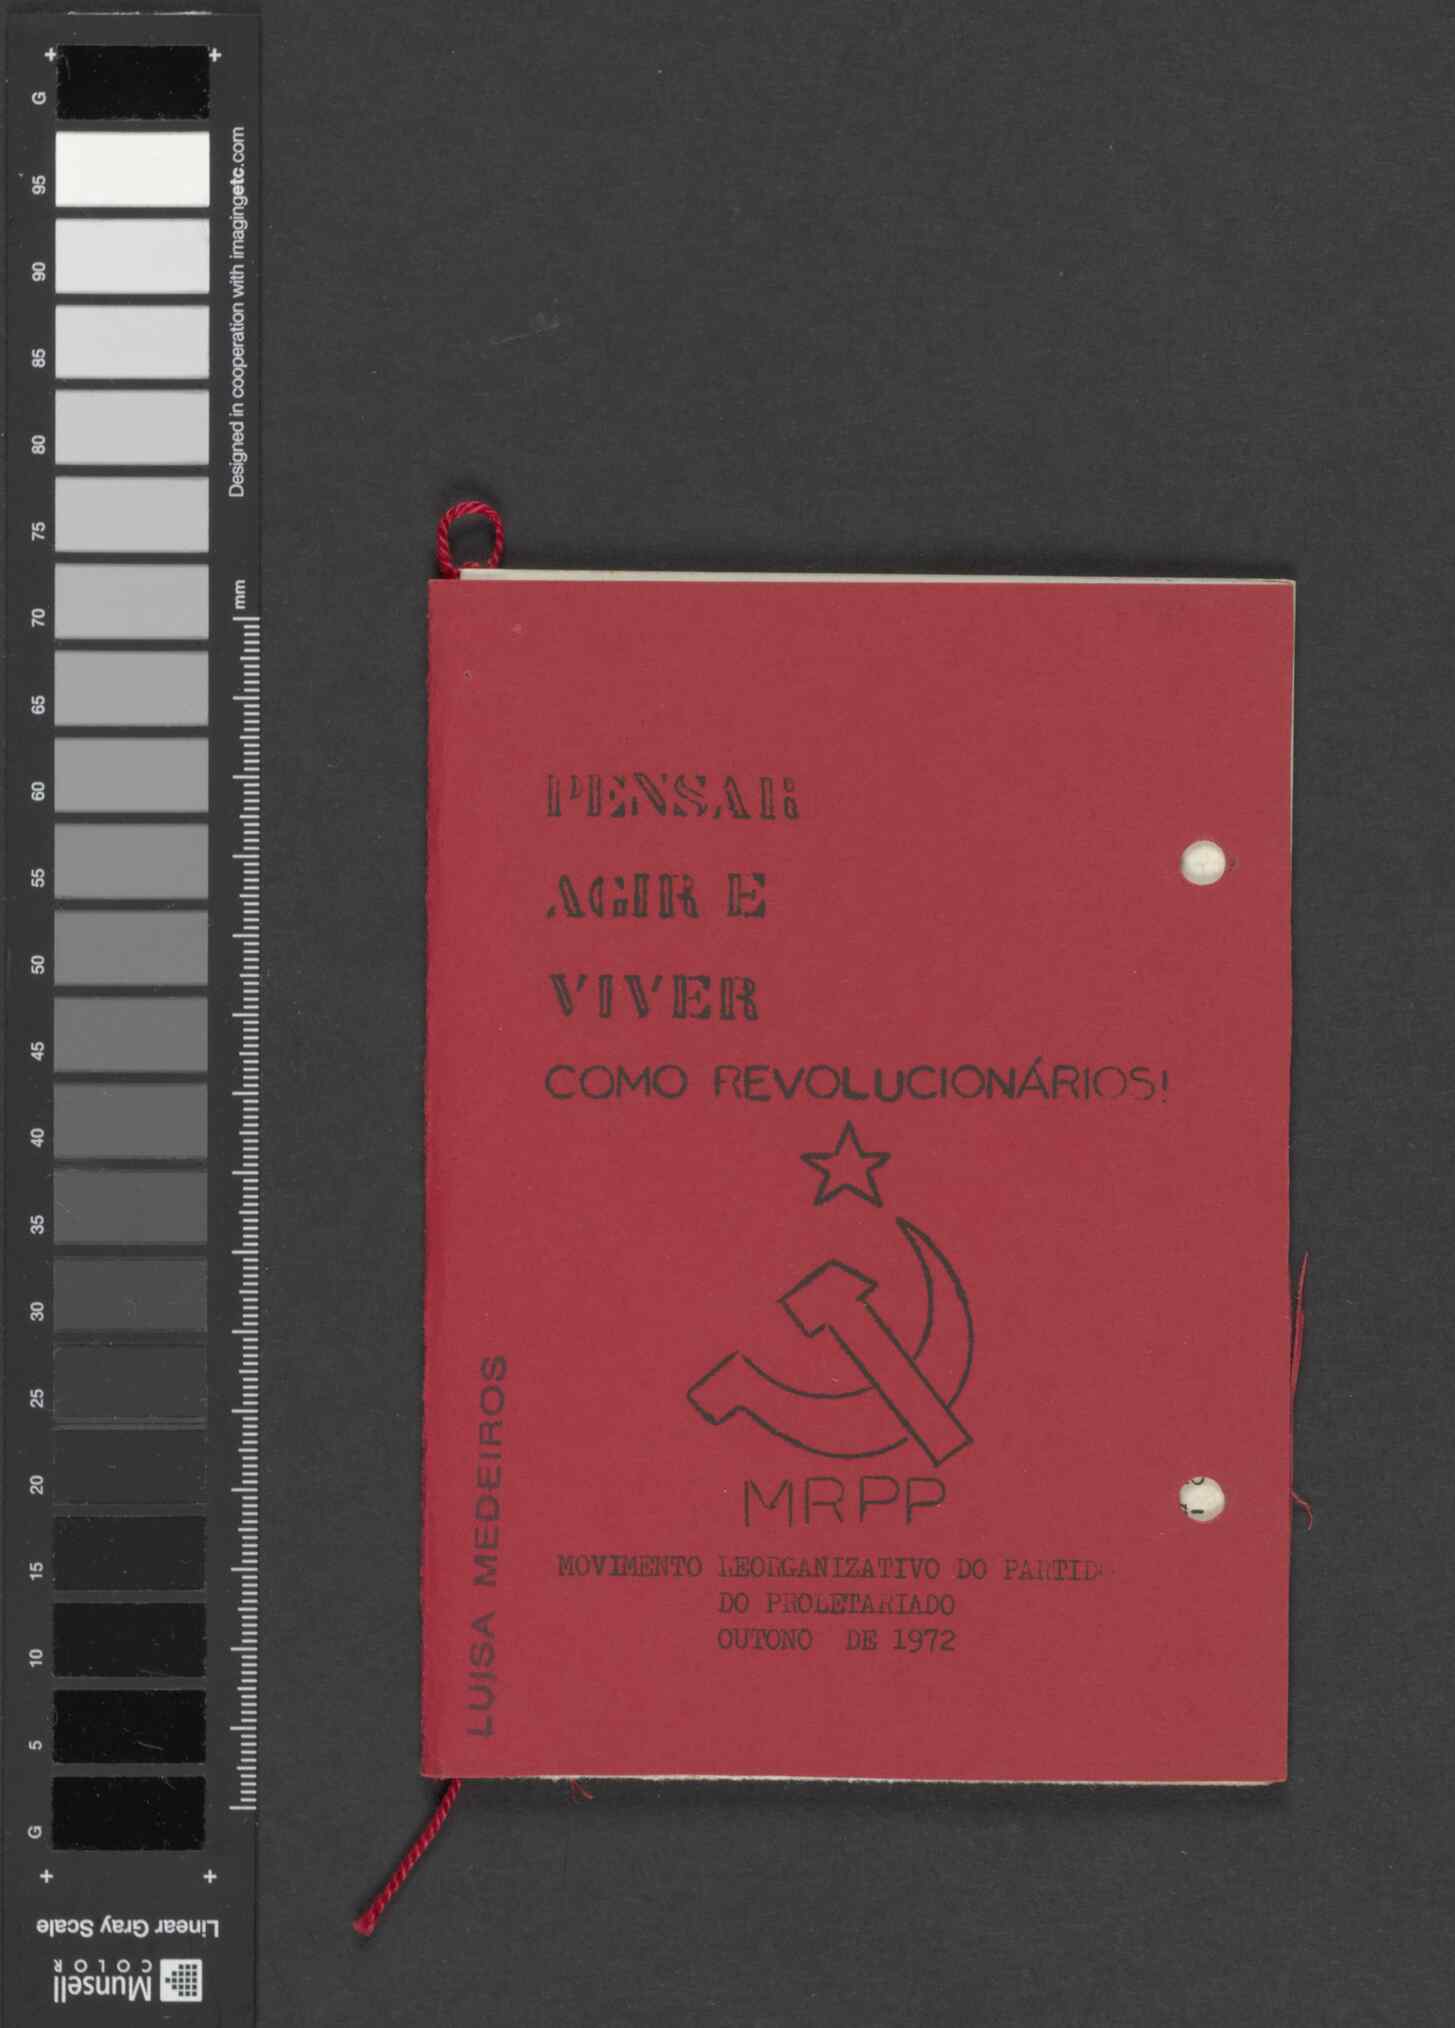 PENSAR
AGIR E
VIVER
COMO REVOLUCIONÁRIOS!
MRPP
MOVIMENTO REORGANIZATIVO DO PARTID
DO PROLETARIADO
OUTONO DE 1972
LUISA MEDEIROS
G
95
90
85
80
75
70
65
60
55
50
45
40
35
30
25
20
15
10
5
G
Designed in cooperation with imagingetc.com
mm
Linear Gray Scale
Munsell
COLOR